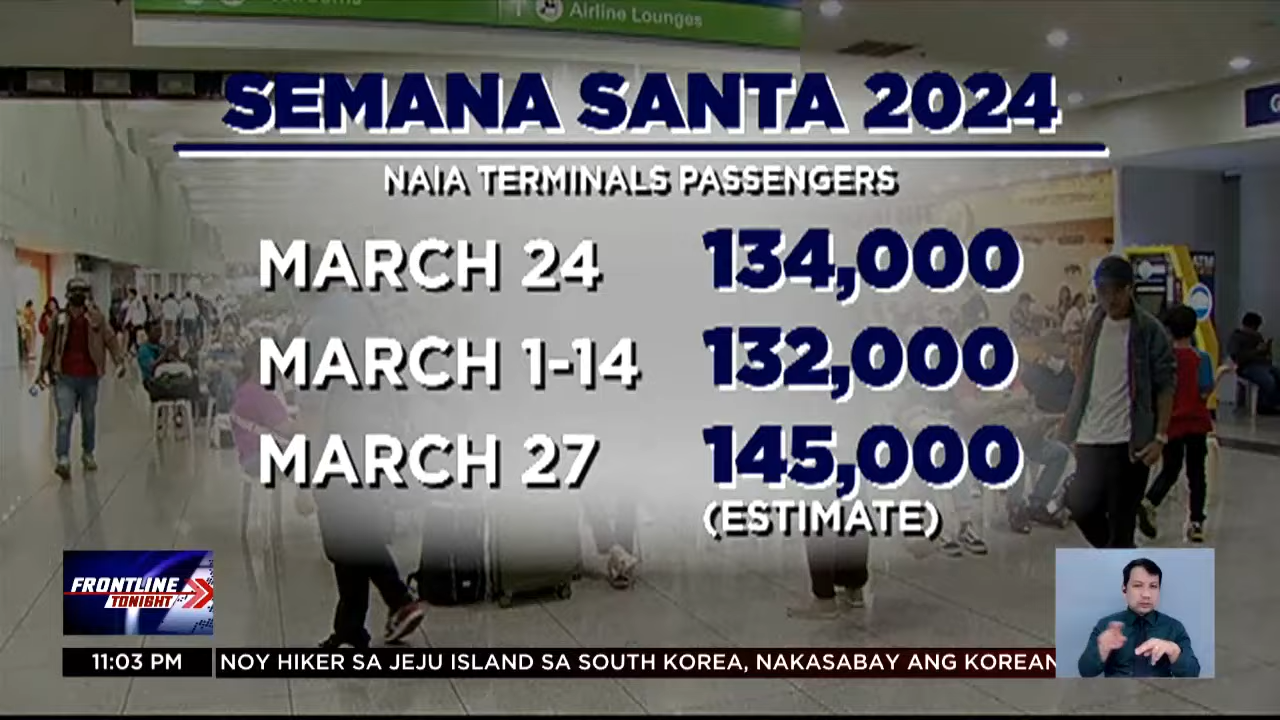 Airline Lounges
SEMANA SANTA 2024
NAIA TERMINALS PASSENGERS
MARCH 24 134,000
MARCH 1-14 132,000
MARCH 27 145,000
(ESTIMATE)
FRONTLINE
TONIGHT
11:03 PM NOY HIKER SA JEJU ISLAND SA SOUTH KOREA, NAKASABAY ANG KOREAN